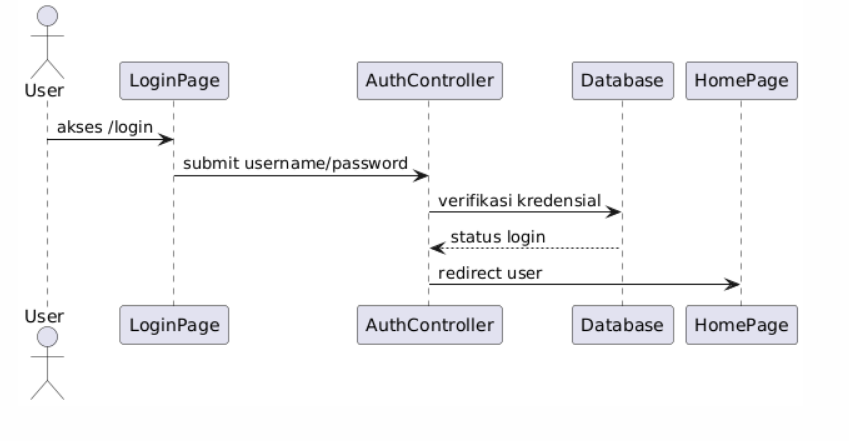 User
LoginPage
AuthController
Database
HomePage
akses /login
submit username/password
verifikasi kredensial
status login
redirect user
User
LoginPage
AuthController
Database
HomePage